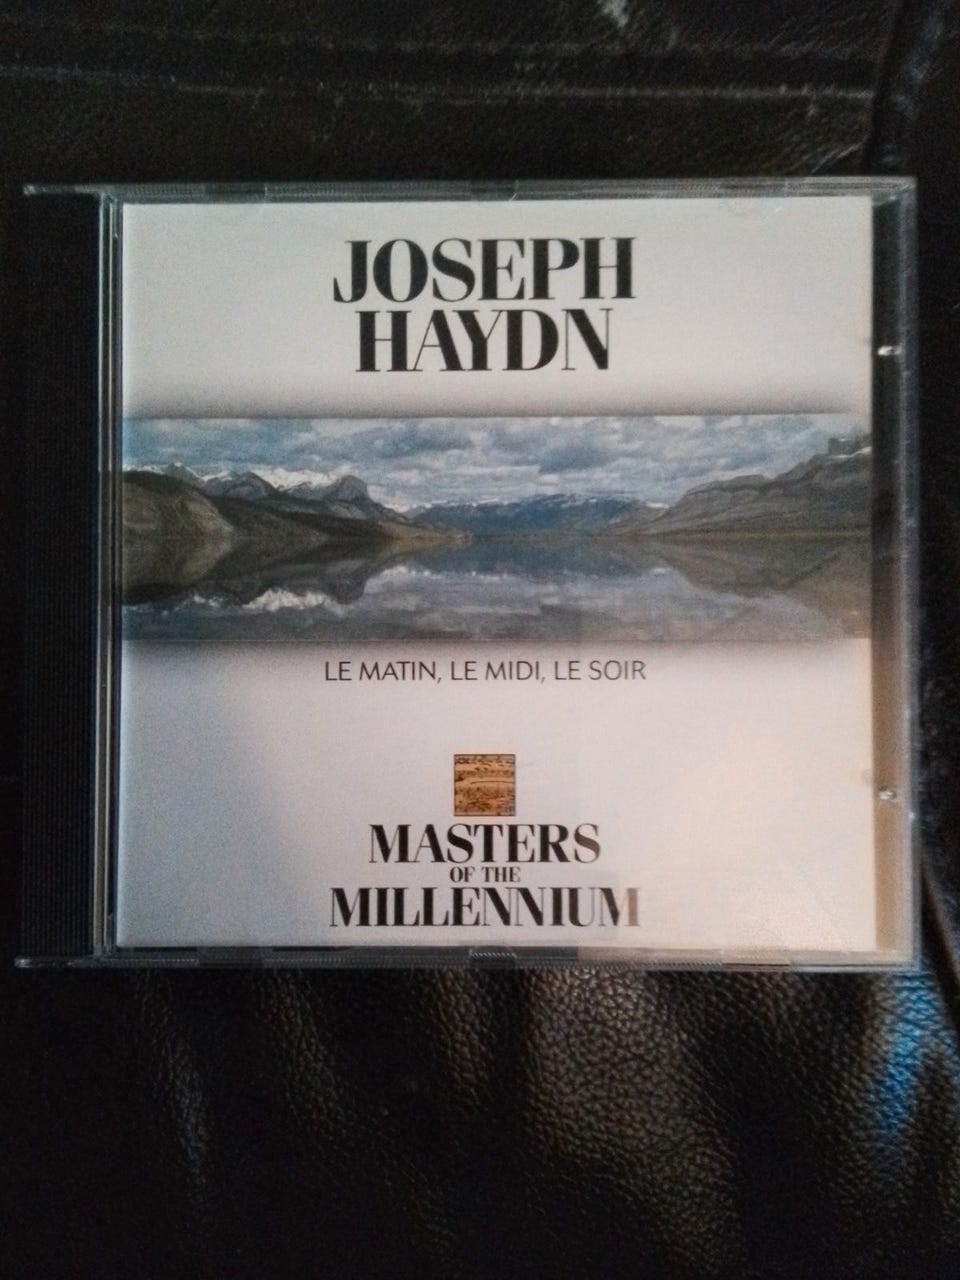 JOSEPH
HAYDN
LE MATIN, LE MIDI, LE SOIR
MASTERS
OF THE
MILLENNIUM